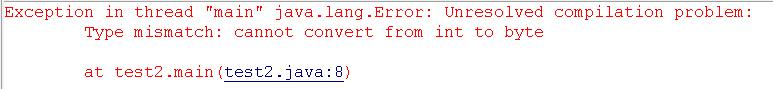 Exception in thread "main" java.lang.Error: Unresolved compilation problem:
Type mismatch: cannot convert from int to byte
at test2.main(test2.java:8)